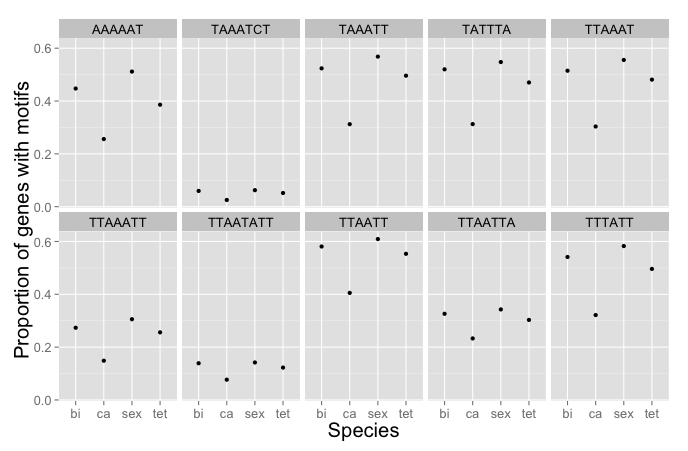 AAAAAT TAAATCT TAAATT TATTTA TTAAAT
0.6
0.4
0.2
0.0
TTAAATT TTAATATT TTAATT TTAATTA TTTATT
0.6
0.4
0.2
0.0
bi ca sex tet bi ca sex tet bi ca sex tet bi ca sex tet bi ca sex tet
Species
Proportion of genes with motifs